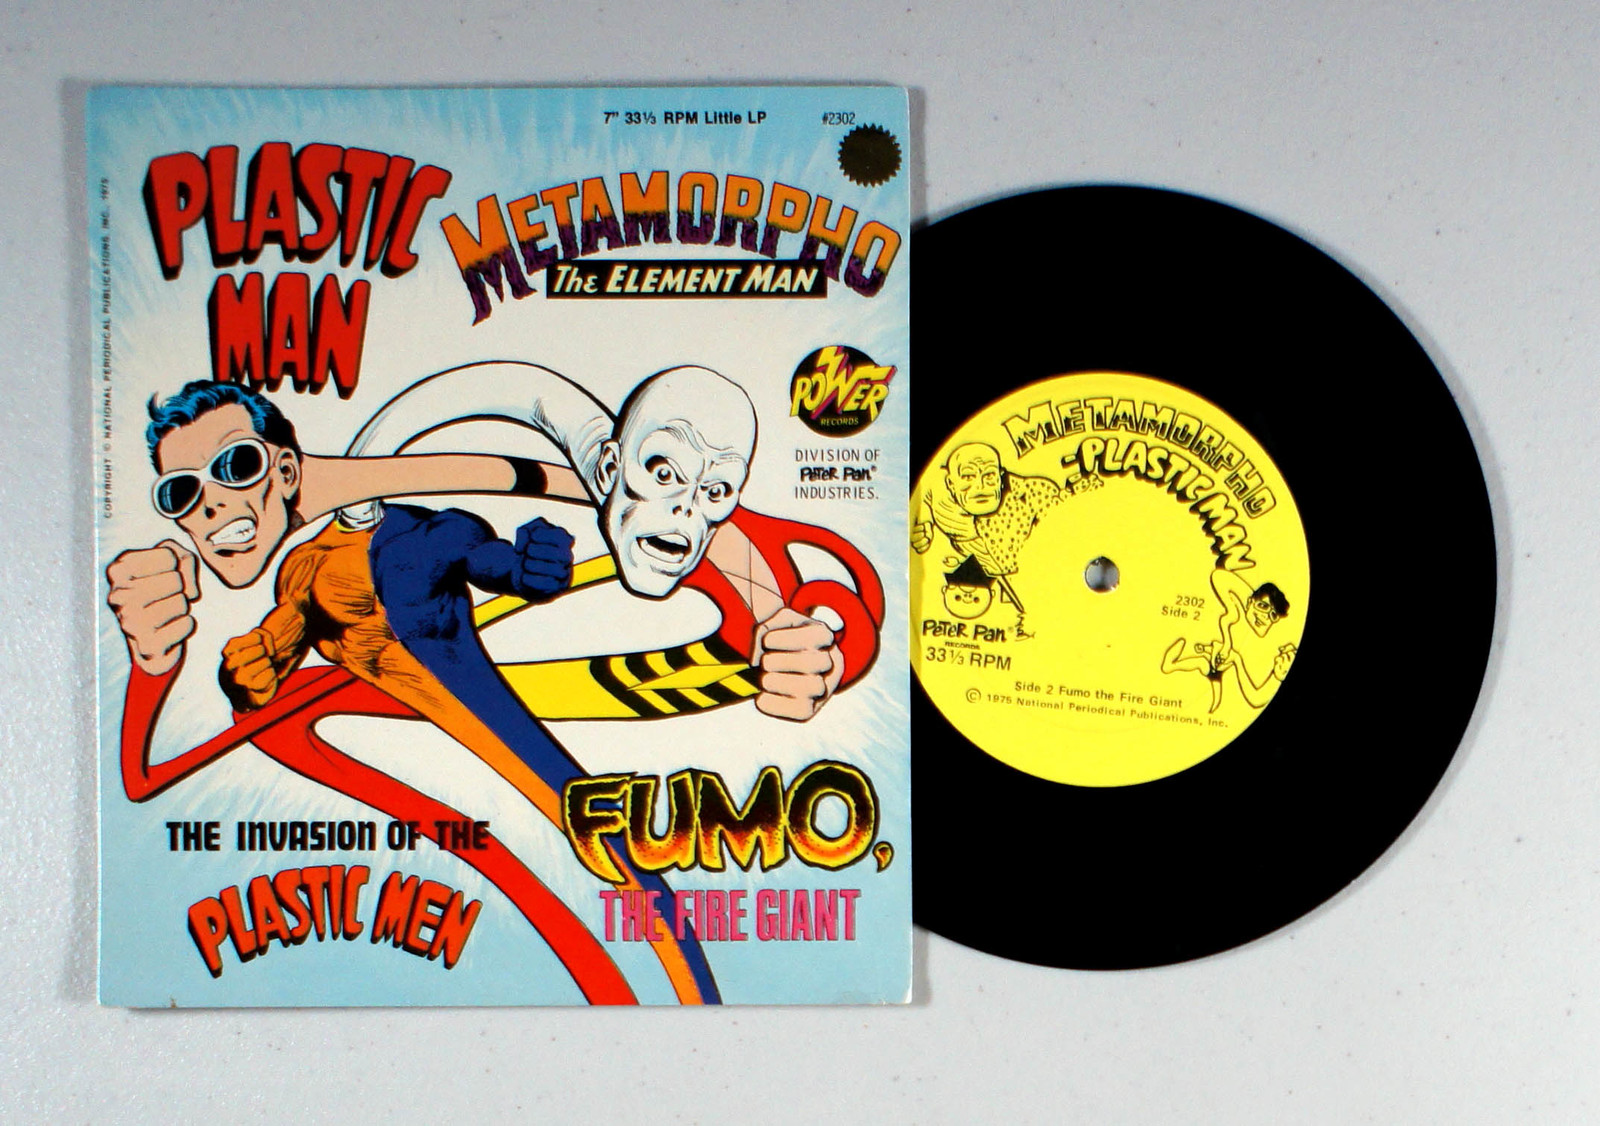 7" 33⅓ RPM Little LP #2302
PLASTIC
MAN
METAMORPHO
The ELEMENT MAN
COPYRIGHT © NATIONAL PERIODICAL PUBLICATIONS, INC. 1975
POWER
RECORDS
DIVISION OF
PETER PAN®
INDUSTRIES.
THE INVASION OF THE
PLASTIC MEN
FUMO,
THE FIRE GIANT
METAMORPHO
-PLASTIC MAN
2302
Side 2
PETER PAN®
RECORDS
33⅓ RPM
Side 2 Fumo the Fire Giant
© 1975 National Periodical Publications, Inc.